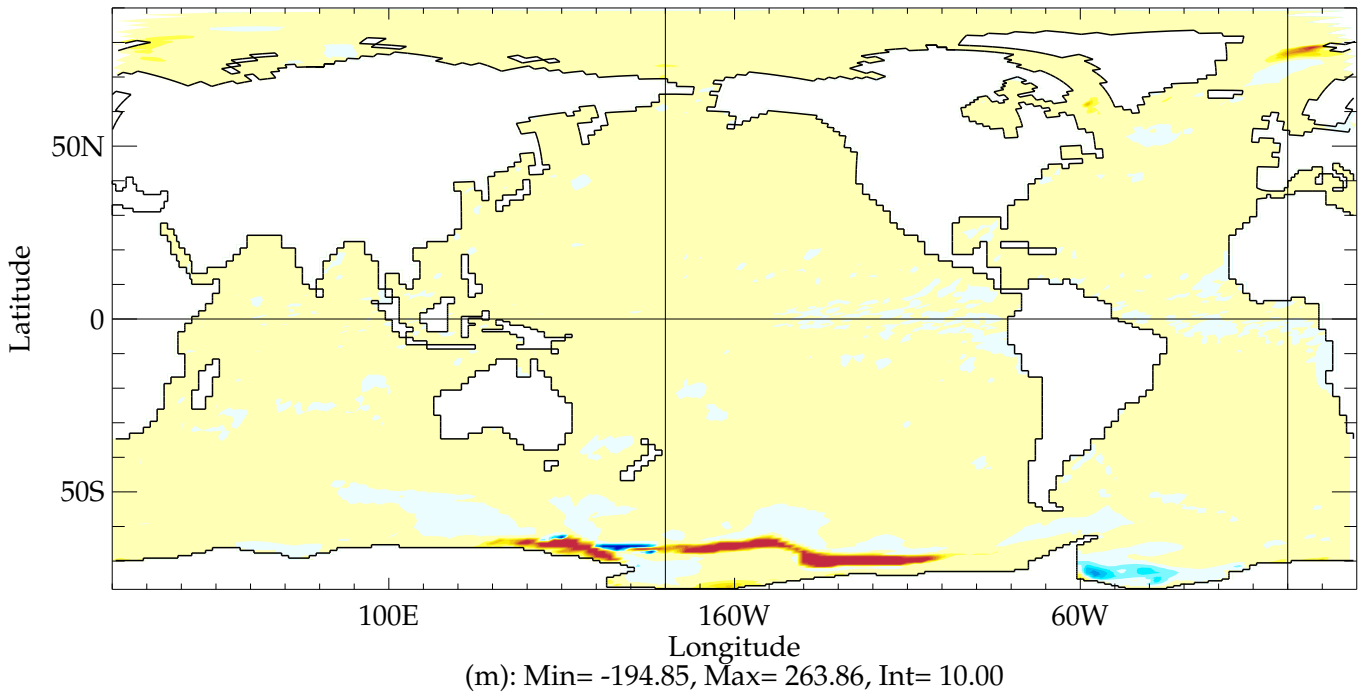 50N
0
50S
Latitude
100E
160W
60W
Longitude
(m): Min= -194.85, Max= 263.86, Int= 10.00